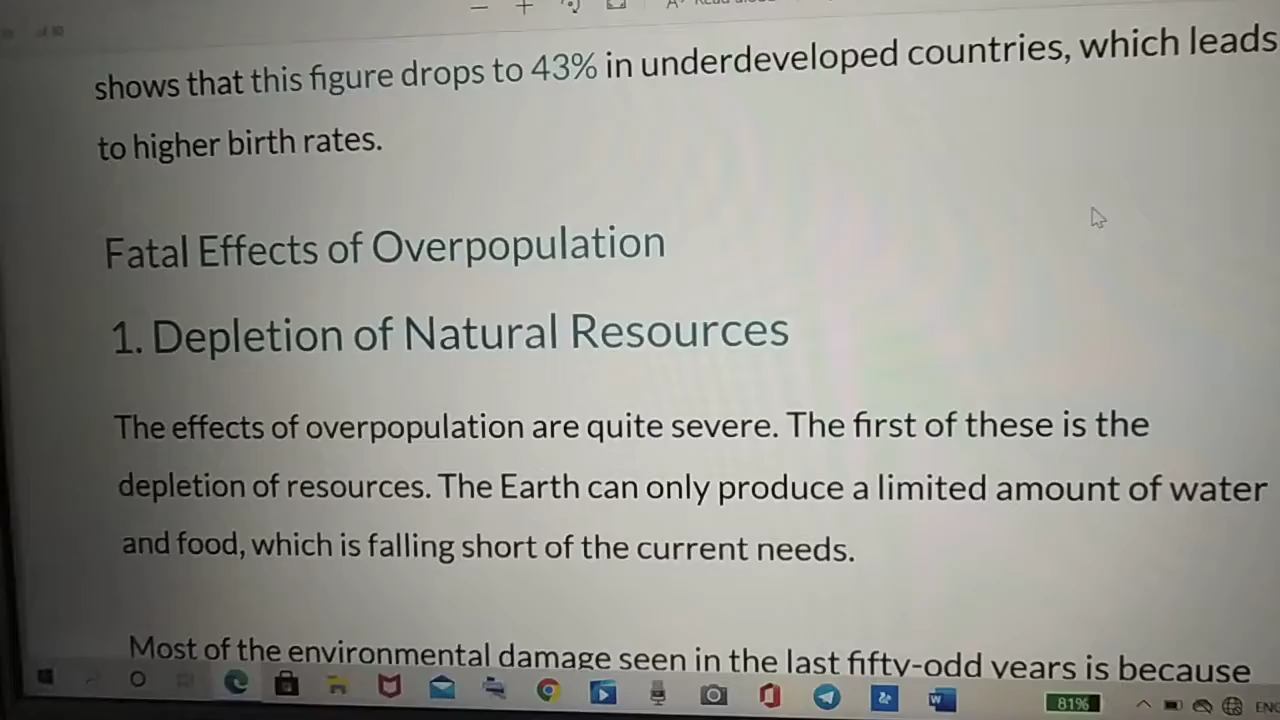 shows that this figure drops to 43% in underdeveloped countries, which leads
to higher birth rates.
Fatal Effects of Overpopulation
1. Depletion of Natural Resources
The effects of overpopulation are quite severe. The first of these is the
depletion of resources. The Earth can only produce a limited amount of water
and food, which is falling short of the current needs.
Most of the environmental damage seen in the last fifty-odd years is because
81%
ENG